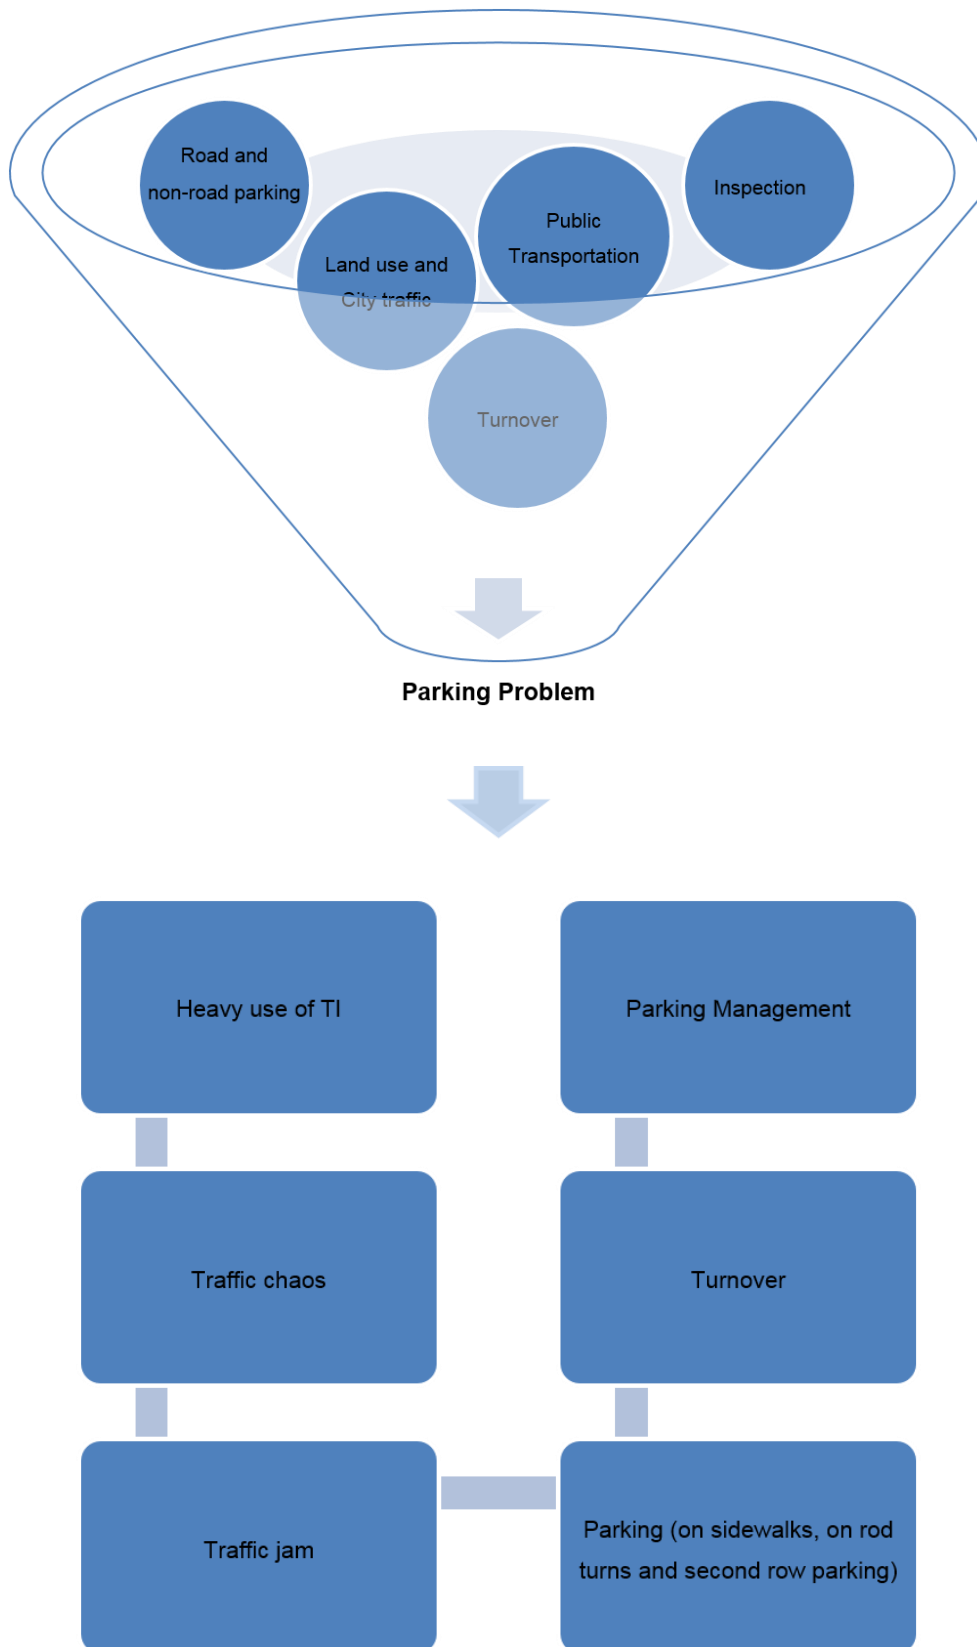 Road and
non-road parking
Inspection
Public
Transportation
Land use and
City traffic
Turnover
Parking Problem
Heavy use of TI
Parking Management
Traffic chaos
Turnover
Traffic jam
Parking (on sidewalks, on rod
turns and second row parking)